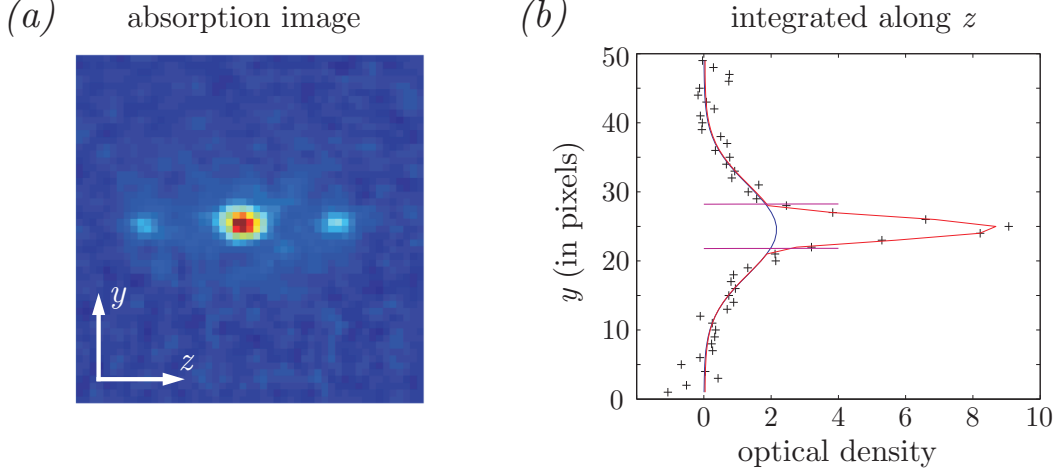 (a) absorption image
y
z
(b) integrated along z
50
40
30
20
10
0
y (in pixels)
0 2 4 6 8 10
optical density